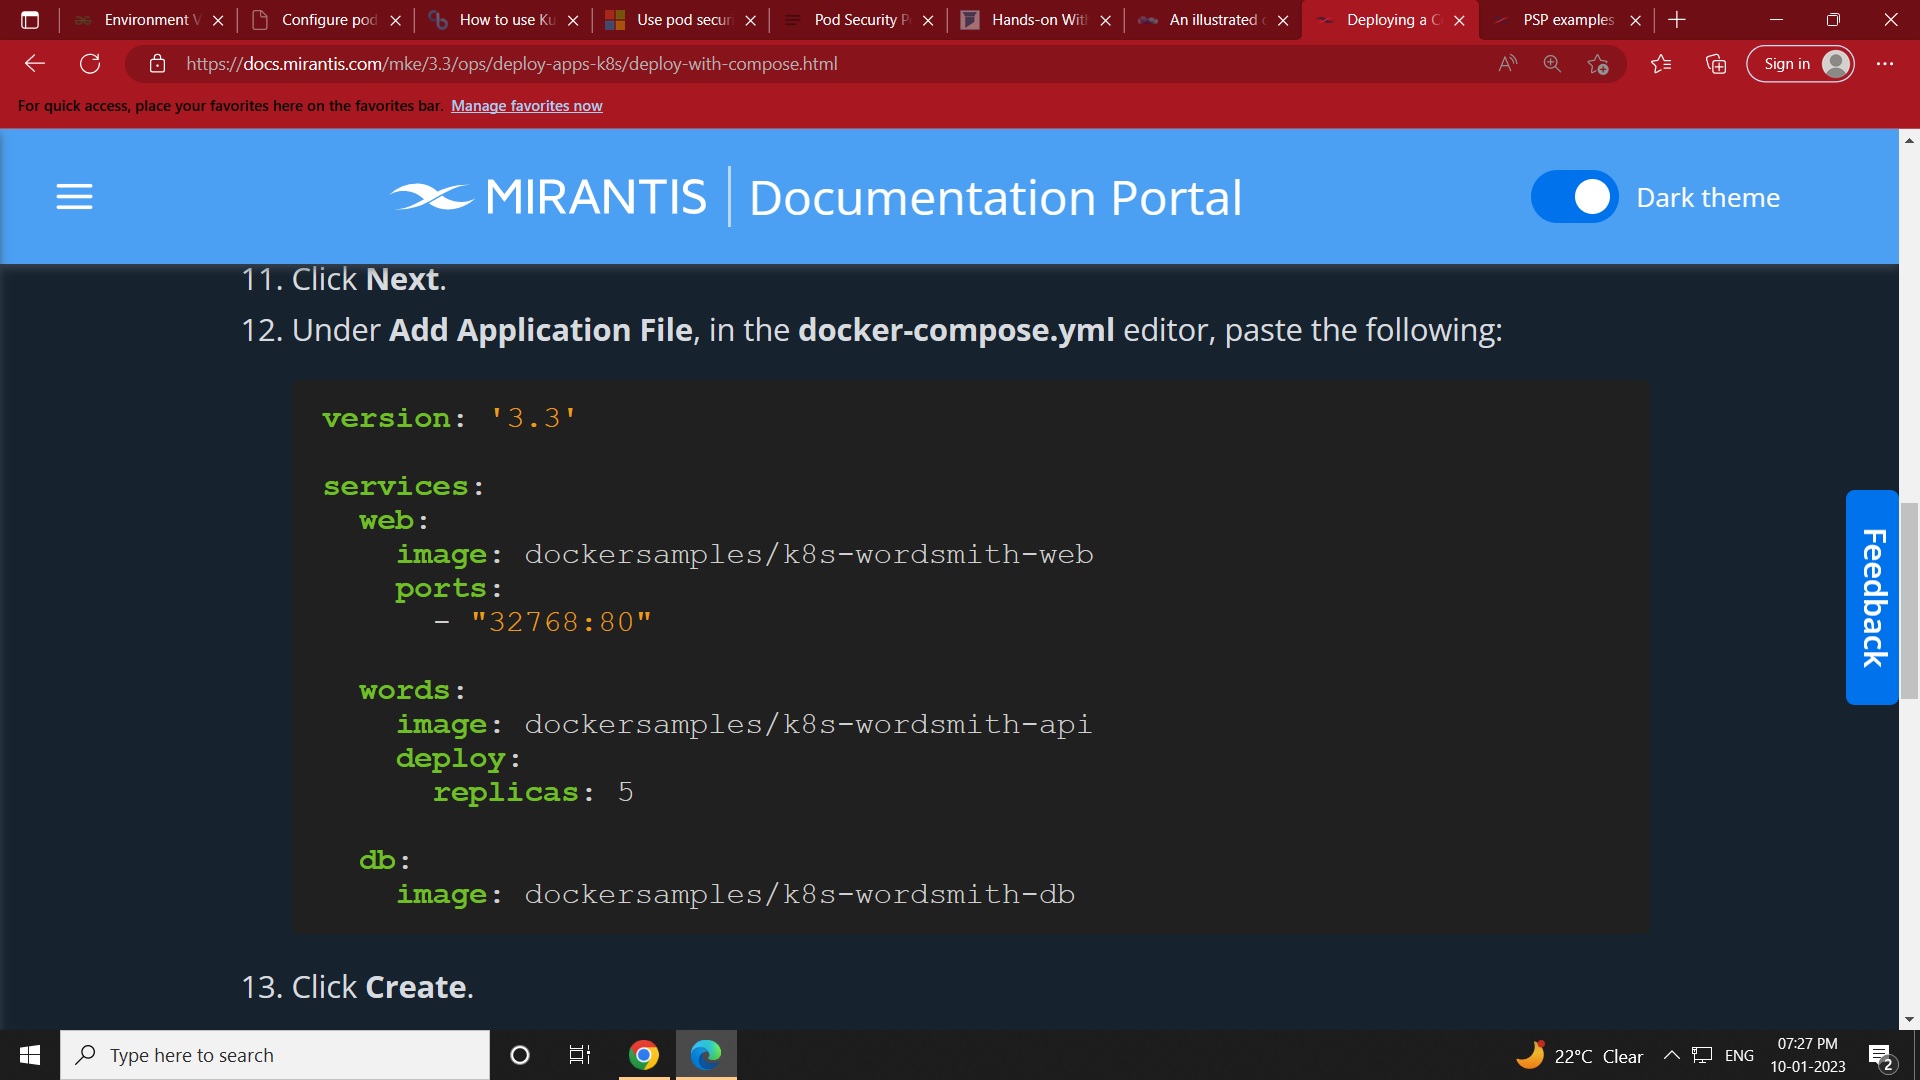 Environment V
Configure pod
How to use Ku
Use pod secur
Pod Security P
Hands-on Wit
An illustrated
Deploying a C
PSP examples
https://docs.mirantis.com/mke/3.3/ops/deploy-apps-k8s/deploy-with-compose.html
Sign in
For quick access, place your favorites here on the favorites bar. Manage favorites now
MIRANTIS | Documentation Portal
Dark theme
11. Click Next.
12. Under Add Application File, in the docker-compose.yml editor, paste the following:
version: '3.3'
services:
web:
image: dockersamples/k8s-wordsmith-web
ports:
- "32768:80"
words:
image: dockersamples/k8s-wordsmith-api
deploy:
replicas: 5
db:
image: dockersamples/k8s-wordsmith-db
13. Click Create.
Feedback
Type here to search
22°C Clear
ENG
07:27 PM
10-01-2023
2